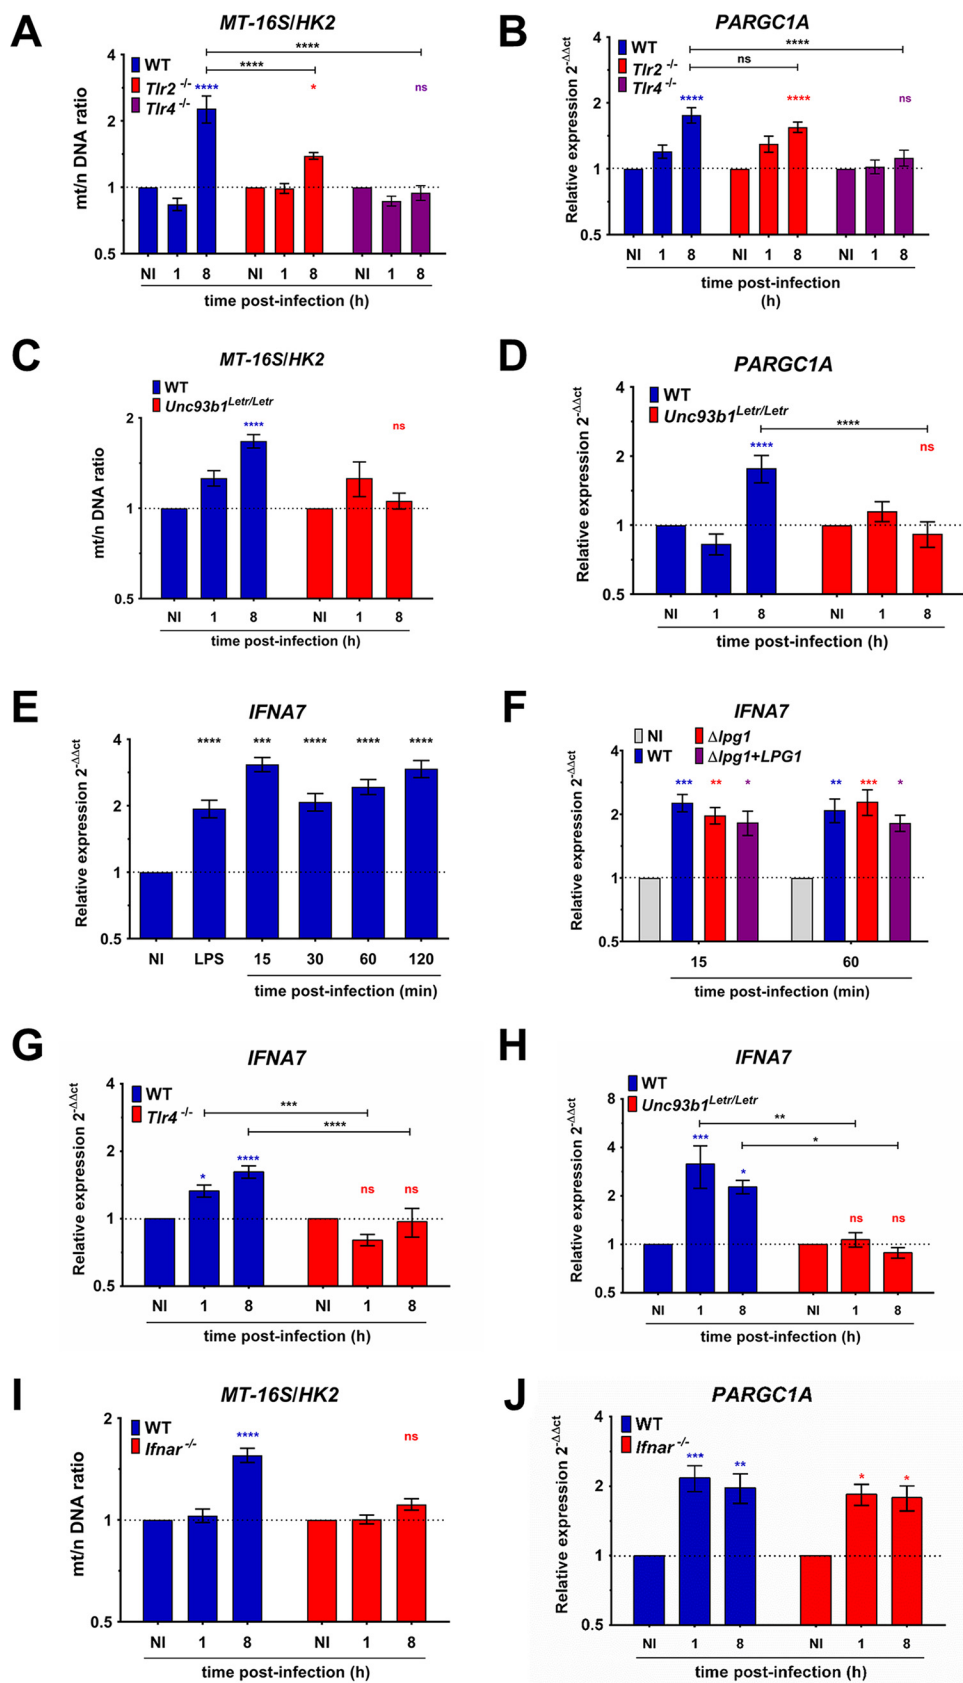 A
MT-16S/HK2
WT
Tlr2 -/-
Tlr4 -/-
****
****
****
*
ns
mt/n DNA ratio
4
2
1
0.5
NI 1 8 NI 1 8 NI 1 8
time post-infection (h)
B
PARGC1A
WT
Tlr2 -/-
Tlr4 -/-
****
ns
****
****
ns
Relative expression 2^-ΔΔct
4
2
1
0.5
NI 1 8 NI 1 8 NI 1 8
time post-infection
(h)
C
MT-16S/HK2
WT
Unc93b1^Letr/Letr
****
ns
mt/n DNA ratio
2
1
0.5
NI 1 8 NI 1 8
time post-infection (h)
D
PARGC1A
WT
Unc93b1^Letr/Letr
****
****
ns
Relative expression 2^-ΔΔct
4
2
1
0.5
NI 1 8 NI 1 8
time post-infection (h)
E
IFNA7
**** *** **** **** ****
Relative expression 2^-ΔΔct
4
2
1
0.5
NI LPS 15 30 60 120
time post-infection (min)
F
IFNA7
NI
WT
Δlpg1
Δlpg1+LPG1
*** ** * ** *** *
Relative expression 2^-ΔΔct
4
2
1
0.5
15 60
time post-infection (min)
G
IFNA7
WT
Tlr4 -/-
***
****
* **** ns ns
Relative expression 2^-ΔΔct
4
2
1
0.5
NI 1 8 NI 1 8
time post-infection (h)
H
IFNA7
WT
Unc93b1^Letr/Letr
**
*
*** * ns ns
Relative expression 2^-ΔΔct
8
4
2
1
0.5
NI 1 8 NI 1 8
time post-infection (h)
I
MT-16S/HK2
WT
Ifnar -/-
****
ns
mt/n DNA ratio
2
1
0.5
NI 1 8 NI 1 8
time post-infection (h)
J
PARGC1A
WT
Ifnar -/-
*** ** * *
Relative expression 2^-ΔΔct
4
2
1
0.5
NI 1 8 NI 1 8
time post-infection (h)